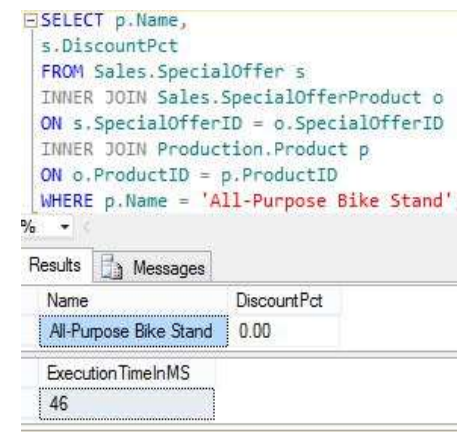 SELECT p.Name,
s.DiscountPct
FROM Sales.SpecialOffer s
INNER JOIN Sales.SpecialOfferProduct o
ON s.SpecialOfferID = o.SpecialOfferID
INNER JOIN Production.Product p
ON o.ProductID = p.ProductID
WHERE p.Name = 'All-Purpose Bike Stand'
%
Results Messages
Name DiscountPct
All-Purpose Bike Stand 0.00
ExecutionTimeInMS
46